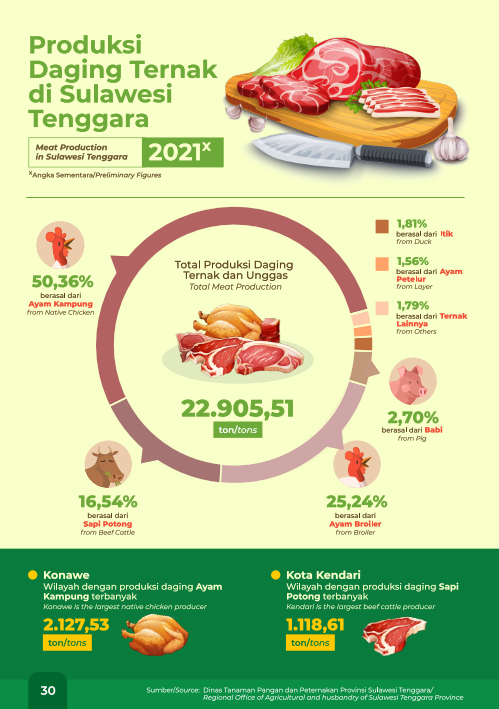 Produksi
Daging Ternak
di Sulawesi
Tenggara
Meat Production
in Sulawesi Tenggara
2021ˣ
ˣAngka Sementara/Preliminary Figures
50,36%
berasal dari
Ayam Kampung
from Native Chicken
Total Produksi Daging
Ternak dan Unggas
Total Meat Production
22.905,51
ton/tons
1,81%
berasal dari Itik
from Duck
1,56%
berasal dari Ayam
Petelur
from Layer
1,79%
berasal dari Ternak
Lainnya
from Others
2,70%
berasal dari Babi
from Pig
16,54%
berasal dari
Sapi Potong
from Beef Cattle
25,24%
berasal dari
Ayam Broiler
from Broiler
Konawe
Wilayah dengan produksi daging Ayam
Kampung terbanyak
Konawe is the largest native chicken producer
2.127,53
ton/tons
Kota Kendari
Wilayah dengan produksi daging Sapi
Potong terbanyak
Kendari is the largest beef cattle producer
1.118,61
ton/tons
30
Sumber/Source: Dinas Tanaman Pangan dan Peternakan Provinsi Sulawesi Tenggara/
Regional Office of Agricultural and husbandry of Sulawesi Tenggara Province